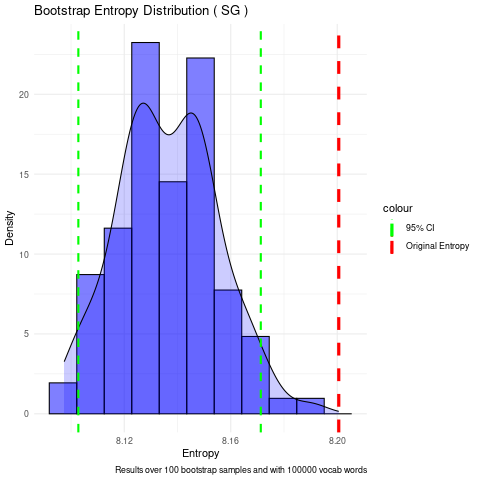 Bootstrap Entropy Distribution ( SG )
20
15
10
5
0
Density
8.12
8.16
8.20
Entropy
colour
95% CI
Original Entropy
Results over 100 bootstrap samples and with 100000 vocab words